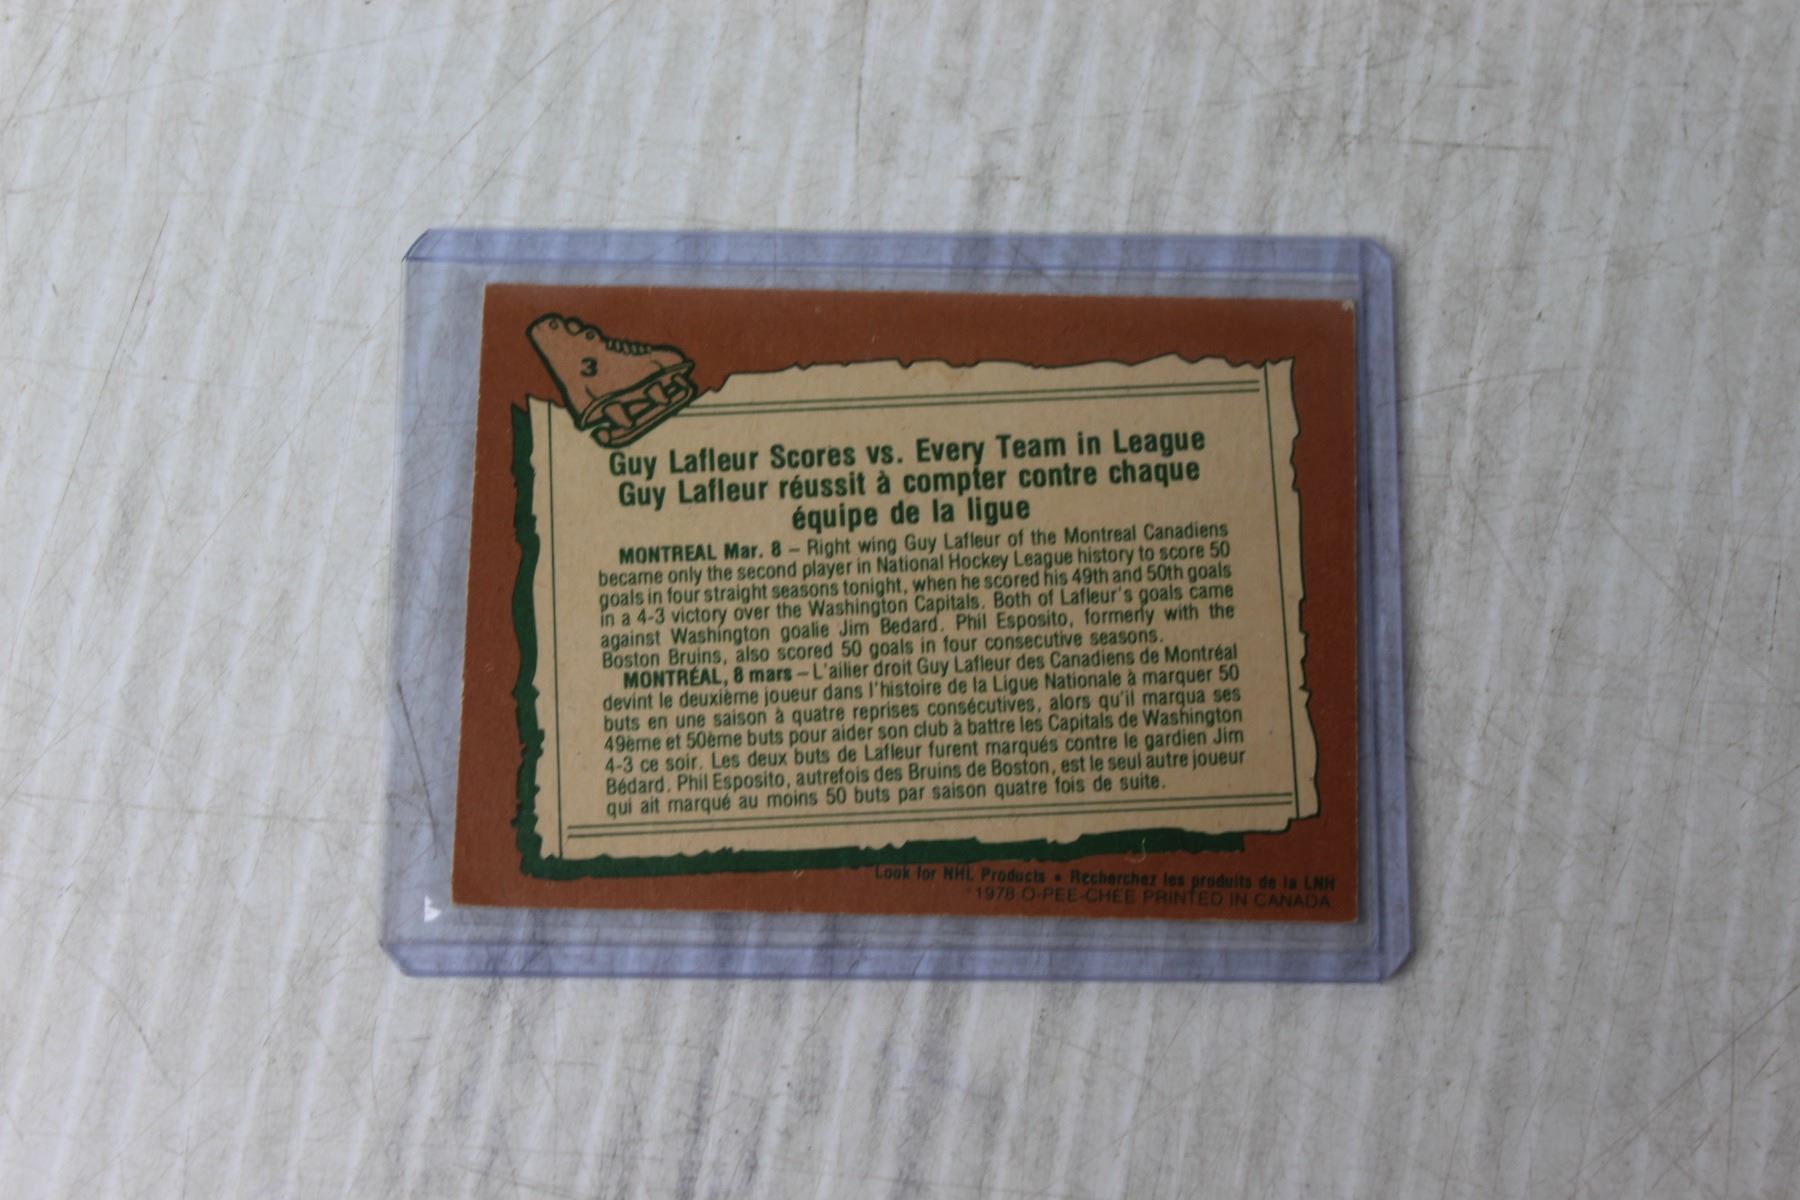 3
Guy Lafleur Scores vs. Every Team in League
Guy Lafleur réussit à compter contre chaque
équipe de la ligue
MONTREAL Mar. 8 – Right wing Guy Lafleur of the Montreal Canadiens
became only the second player in National Hockey League history to score 50
goals in four straight seasons tonight, when he scored his 49th and 50th goals
in a 4-3 victory over the Washington Capitals. Both of Lafleur's goals came
against Washington goalie Jim Bedard. Phil Esposito, formerly with the
Boston Bruins, also scored 50 goals in four consecutive seasons.
MONTRÉAL, 8 mars – L'ailier droit Guy Lafleur des Canadiens de Montréal
devint le deuxième joueur dans l'histoire de la Ligue Nationale à marquer 50
buts en une saison à quatre reprises consécutives, alors qu'il marqua ses
49ème et 50ème buts pour aider son club à battre les Capitals de Washington
4-3 ce soir. Les deux buts de Lafleur furent marqués contre le gardien Jim
Bédard. Phil Esposito, autrefois des Bruins de Boston, est le seul autre joueur
qui ait marqué au moins 50 buts par saison quatre fois de suite.
Look for NHL Products • Recherchez les produits de la LNH
1978 O-PEE-CHEE PRINTED IN CANADA